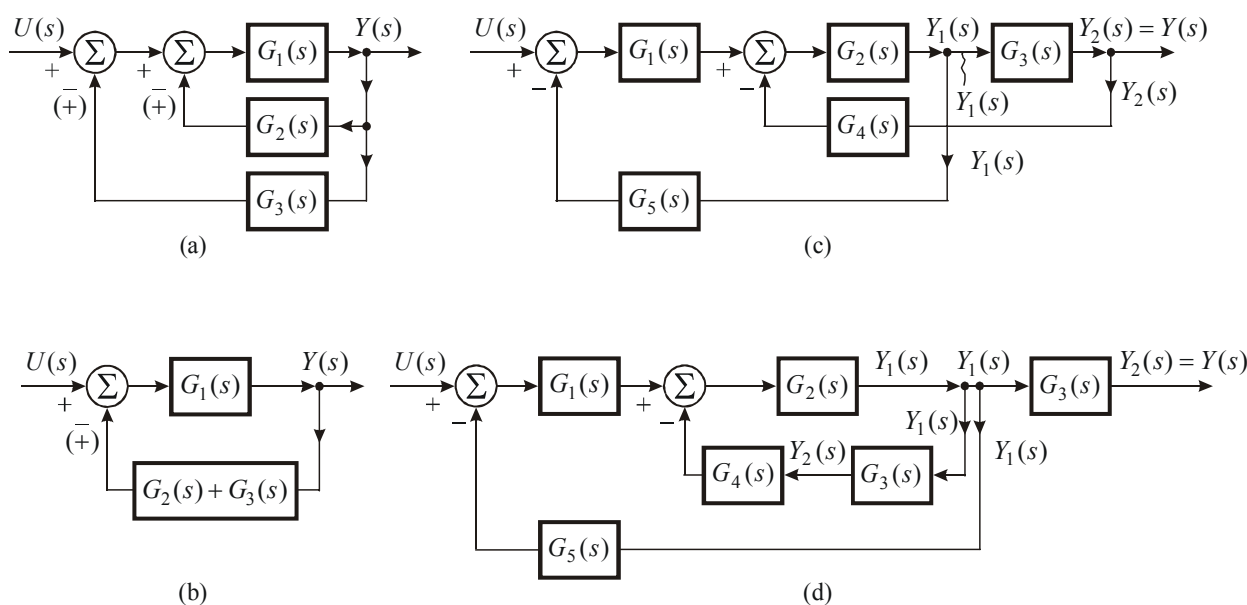 U(s) Σ Σ G₁(s) Y(s)
+ − (+) + − (+)
G₂(s)
G₃(s)
(a)
U(s) Σ G₁(s) Σ G₂(s) Y₁(s) G₃(s) Y₂(s) = Y(s)
+ − + − Y₁(s) Y₂(s)
G₄(s)
Y₁(s)
G₅(s)
(c)
U(s) Σ G₁(s) Y(s)
+ − (+)
G₂(s) + G₃(s)
(b)
U(s) Σ G₁(s) Σ G₂(s) Y₁(s) Y₁(s) G₃(s) Y₂(s) = Y(s)
+ − + − Y₁(s)
G₄(s) Y₂(s) G₃(s) Y₁(s)
G₅(s)
(d)